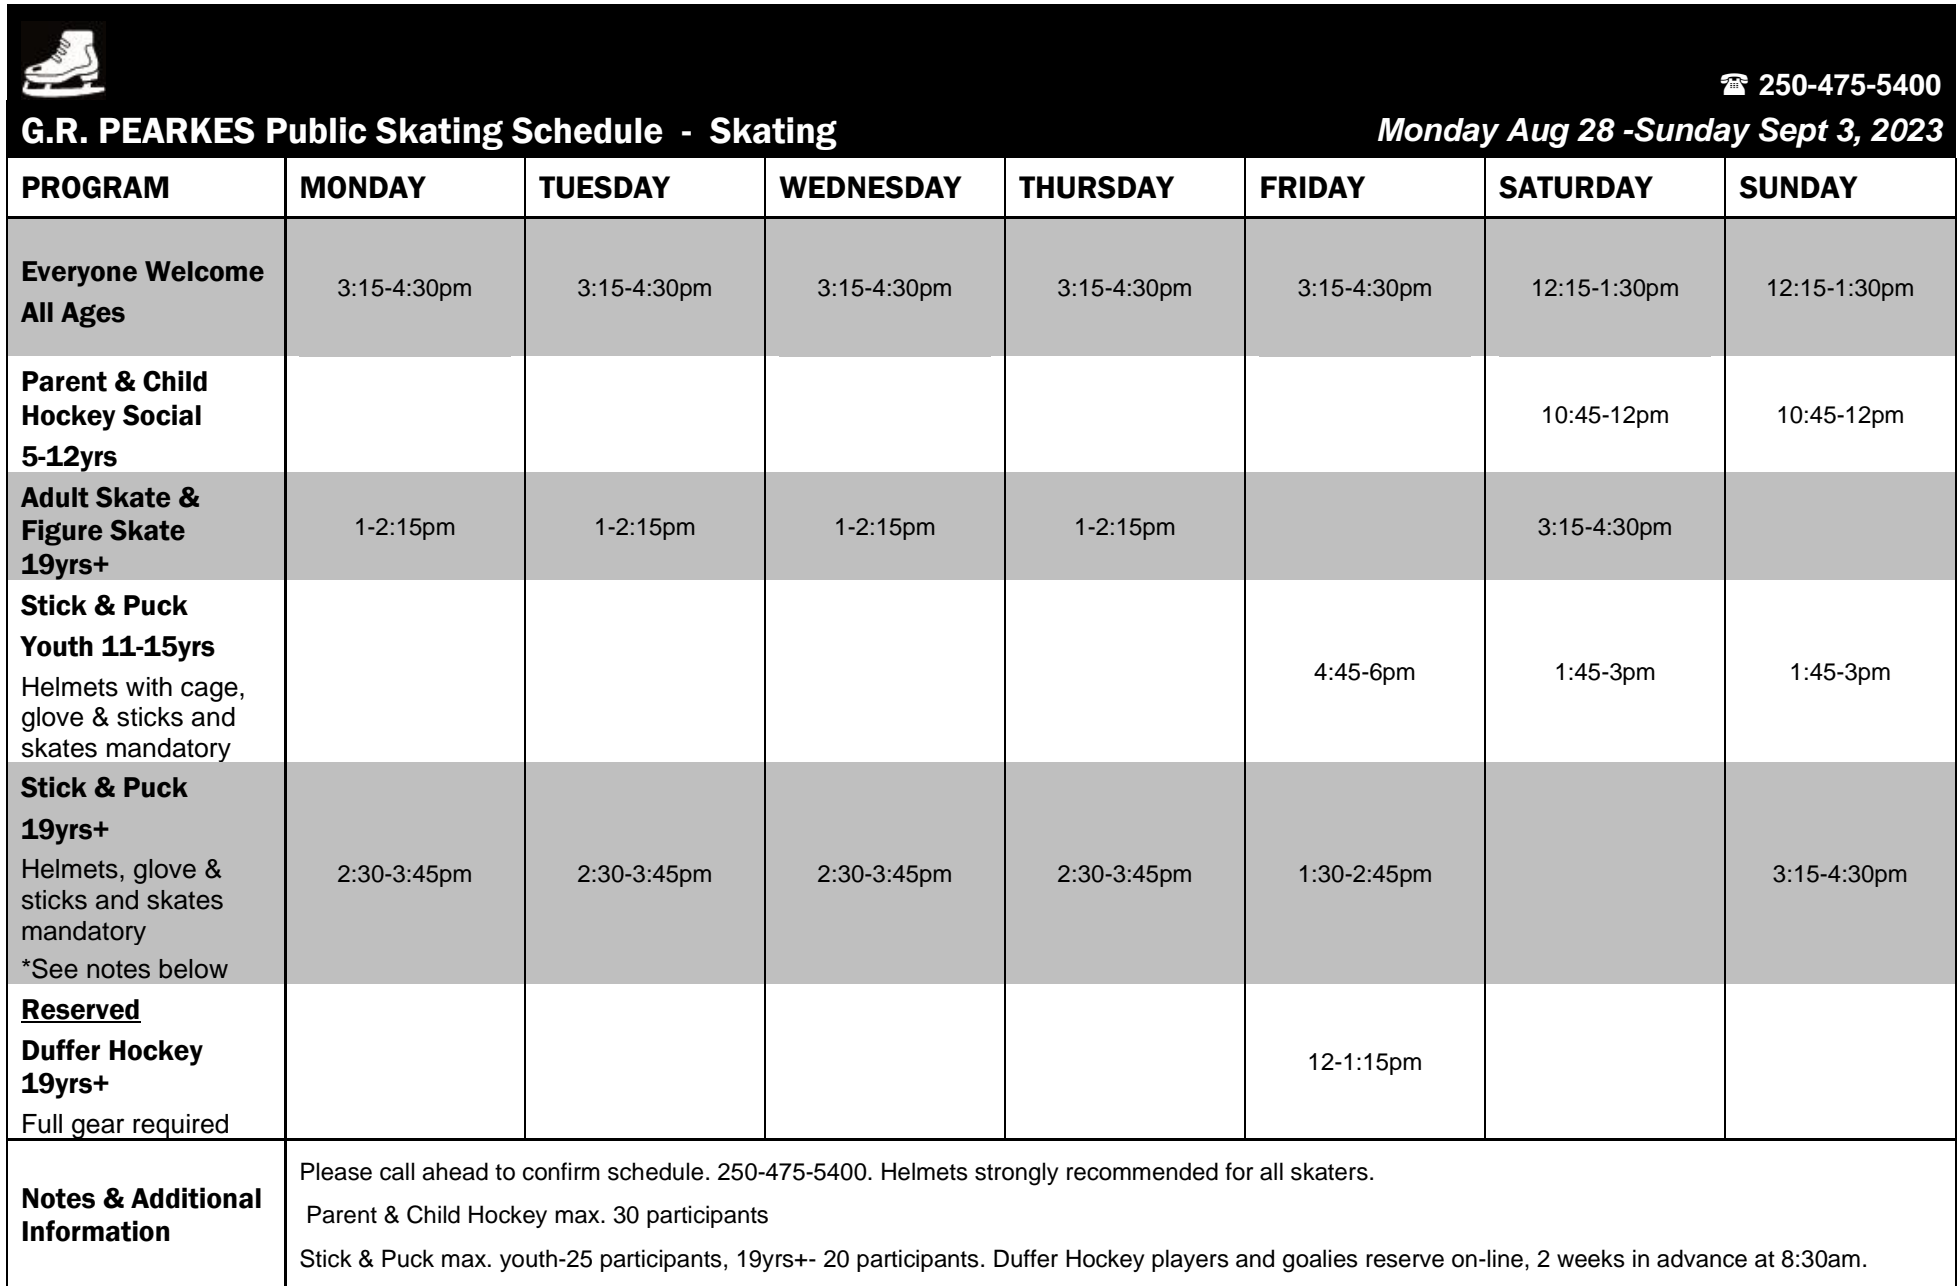 ☎ 250-475-5400
G.R. PEARKES Public Skating Schedule - Skating Monday Aug 28 -Sunday Sept 3, 2023
PROGRAM MONDAY TUESDAY WEDNESDAY THURSDAY FRIDAY SATURDAY SUNDAY
Everyone Welcome
All Ages
3:15-4:30pm 3:15-4:30pm 3:15-4:30pm 3:15-4:30pm 3:15-4:30pm 12:15-1:30pm 12:15-1:30pm
Parent & Child
Hockey Social
5-12yrs
10:45-12pm 10:45-12pm
Adult Skate &
Figure Skate
19yrs+
1-2:15pm 1-2:15pm 1-2:15pm 1-2:15pm 3:15-4:30pm
Stick & Puck
Youth 11-15yrs
Helmets with cage,
glove & sticks and
skates mandatory
4:45-6pm 1:45-3pm 1:45-3pm
Stick & Puck
19yrs+
Helmets, glove &
sticks and skates
mandatory
*See notes below
2:30-3:45pm 2:30-3:45pm 2:30-3:45pm 2:30-3:45pm 1:30-2:45pm 3:15-4:30pm
Reserved
Duffer Hockey
19yrs+
Full gear required
12-1:15pm
Notes & Additional
Information
Please call ahead to confirm schedule. 250-475-5400. Helmets strongly recommended for all skaters.
Parent & Child Hockey max. 30 participants
Stick & Puck max. youth-25 participants, 19yrs+- 20 participants. Duffer Hockey players and goalies reserve on-line, 2 weeks in advance at 8:30am.